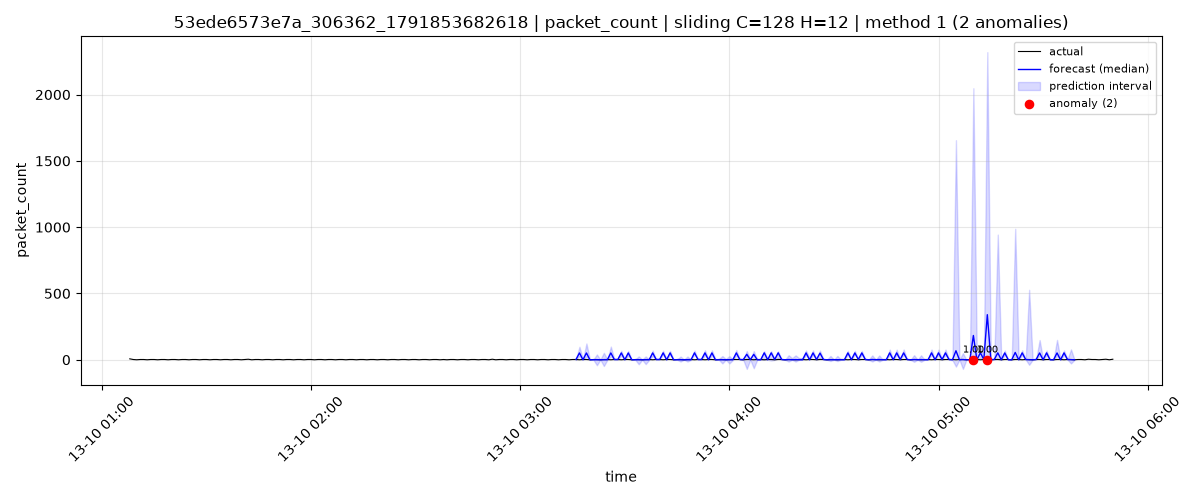 53ede6573e7a_306362_1791853682618 | packet_count | sliding C=128 H=12 | method 1 (2 anomalies)
actual
forecast (median)
prediction interval
anomaly (2)
packet_count
2000
1500
1000
500
0
13-10 01:00
13-10 02:00
13-10 03:00
13-10 04:00
13-10 05:00
13-10 06:00
time